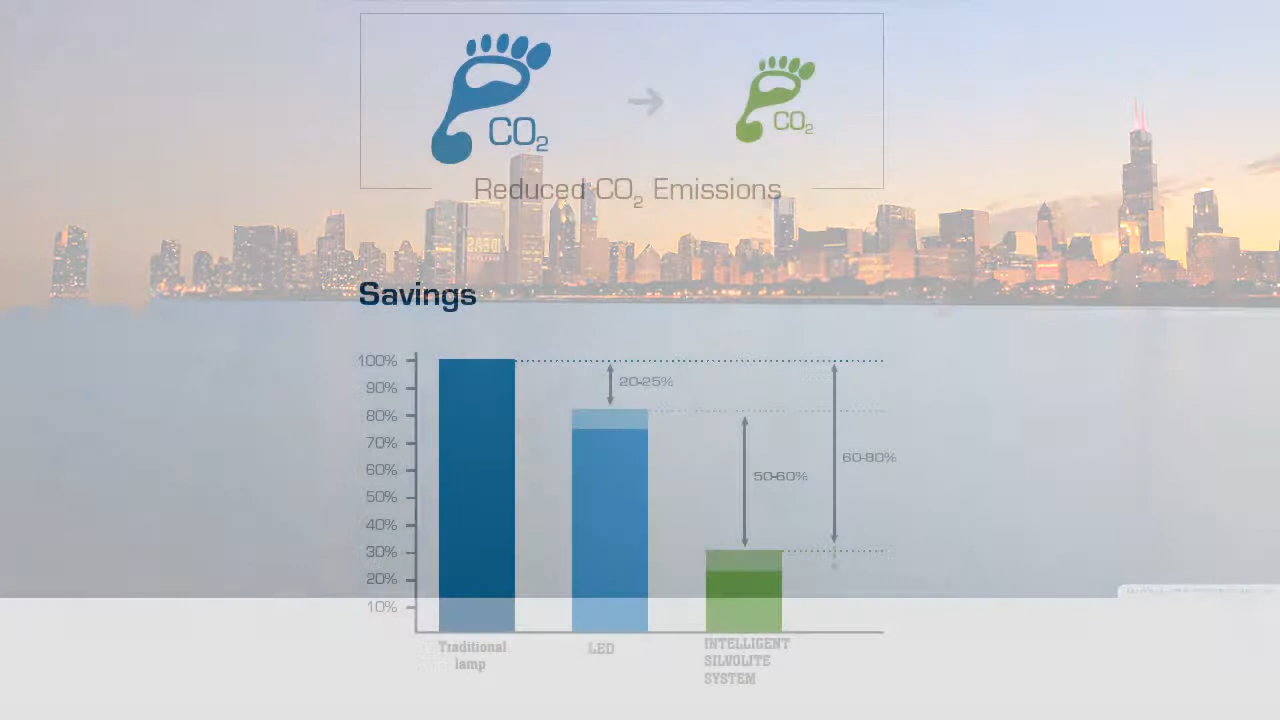 CO2
CO2
Reduced CO2 Emissions
Savings
100%
90%
80%
70%
60%
50%
40%
30%
20%
10%
20-25%
50-60%
60-80%
Traditional
lamp
LED
INTELLIGENT
SILVOLITE
SYSTEM